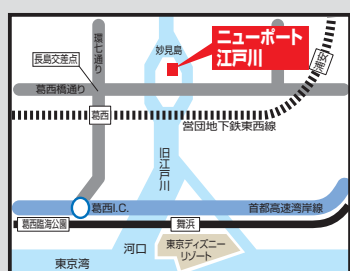 環七通り
妙見島
ニューポート
江戸川
長島交差点
浦安
葛西橋通り
葛西
営団地下鉄東西線
旧江戸川
葛西I.C.
首都高速湾岸線
葛西臨海公園
舞浜
河口
東京ディズニー
リゾート
東京湾